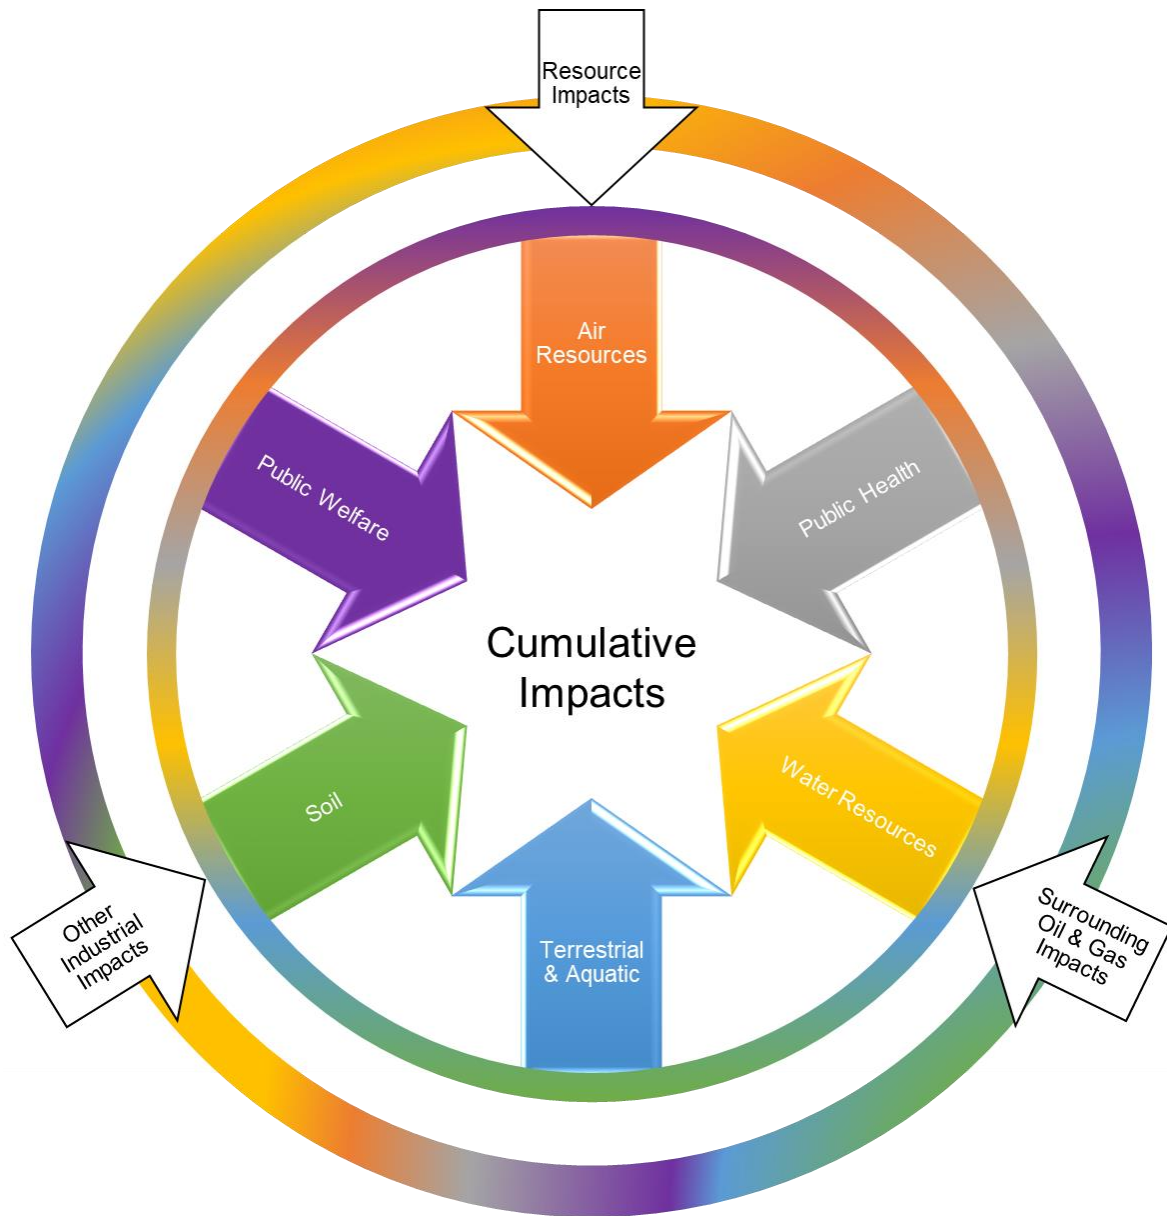 Resource
Impacts
Air
Resources
Public Welfare
Public Health
Cumulative
Impacts
Soil
Water Resources
Terrestrial
& Aquatic
Other
Industrial
Impacts
Surrounding
Oil & Gas
Impacts